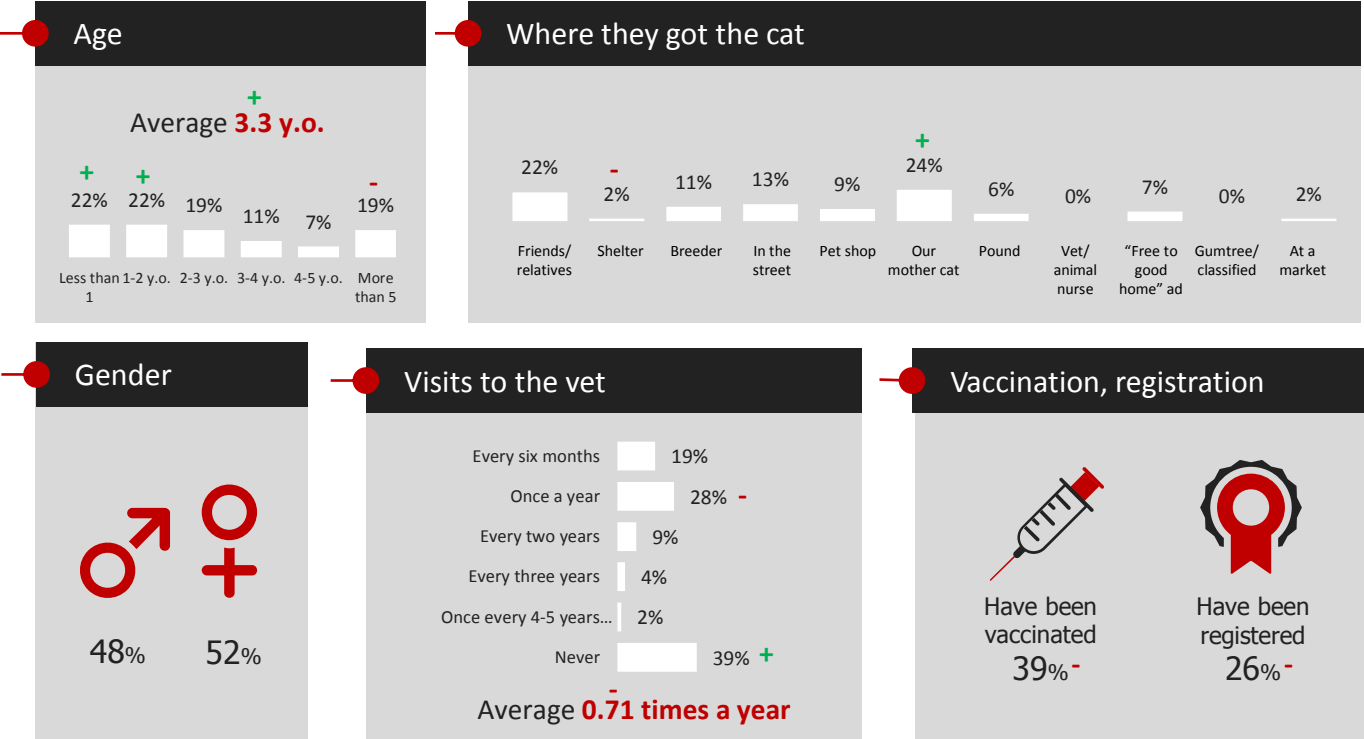 Age
+
Average 3.3 y.o.
+ + -
22% 22% 19% 11% 7% 19%
Less than 1-2 y.o. 2-3 y.o. 3-4 y.o. 4-5 y.o. More
1 than 5
Where they got the cat
- +
22% 2% 11% 13% 9% 24% 6% 0% 7% 0% 2%
Friends/ Shelter Breeder In the Pet shop Our Pound Vet/ “Free to Gumtree/ At a
relatives street mother cat animal good classified market
nurse home” ad
Gender
48% 52%
Visits to the vet
Every six months 19%
Once a year 28% -
Every two years 9%
Every three years 4%
Once every 4-5 years… 2%
Never 39% +
-
Average 0.71 times a year
Vaccination, registration
Have been Have been
vaccinated registered
39%- 26%-